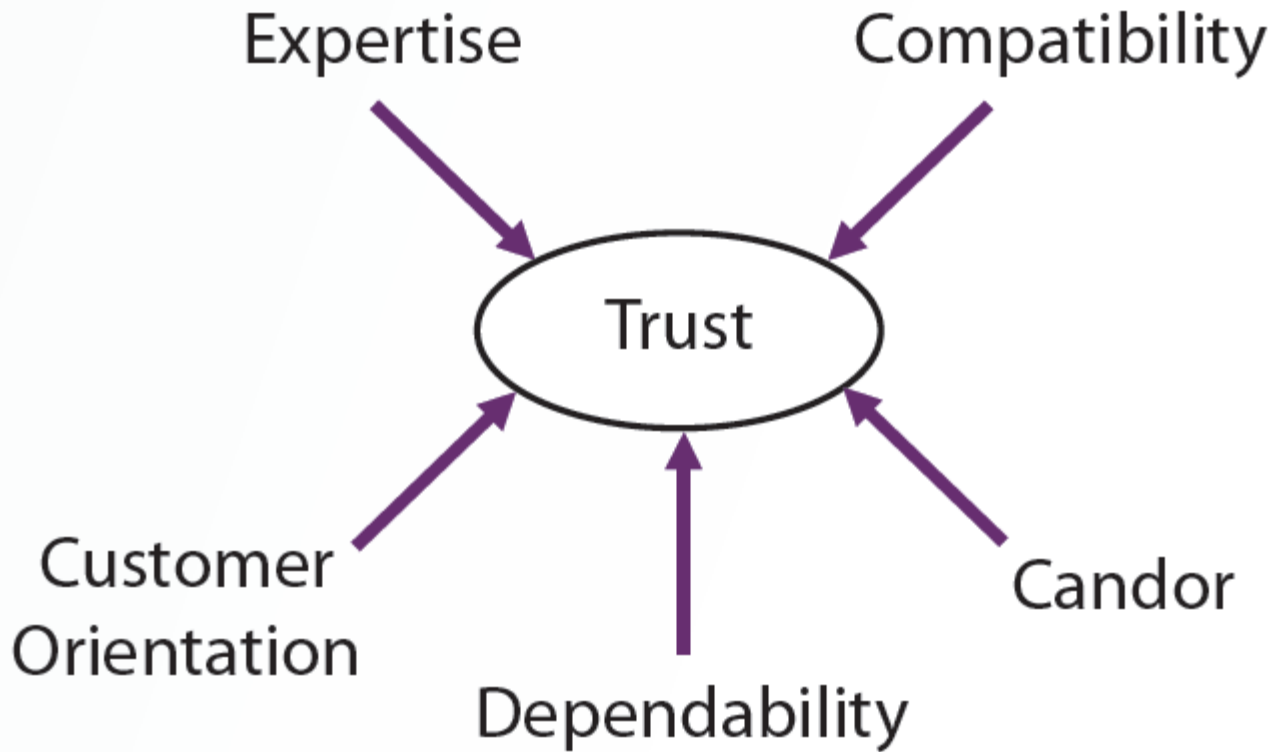 Expertise
Compatibility
Trust
Customer
Orientation
Candor
Dependability